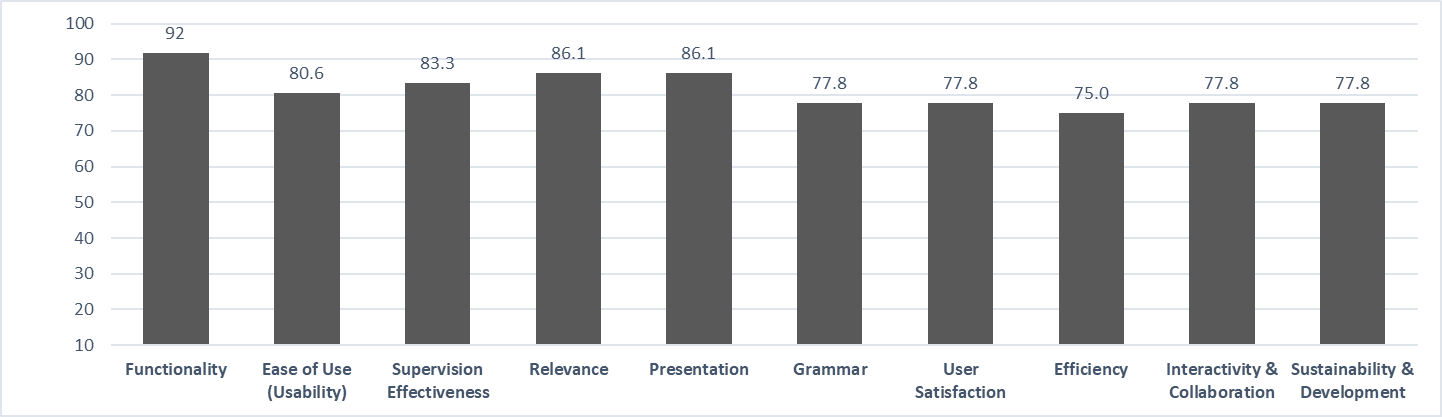 100
90
80
70
60
50
40
30
20
10
92
80.6
83.3
86.1
86.1
77.8
77.8
75.0
77.8
77.8
Functionality
Ease of Use
(Usability)
Supervision
Effectiveness
Relevance
Presentation
Grammar
User
Satisfaction
Efficiency
Interactivity &
Collaboration
Sustainability &
Development